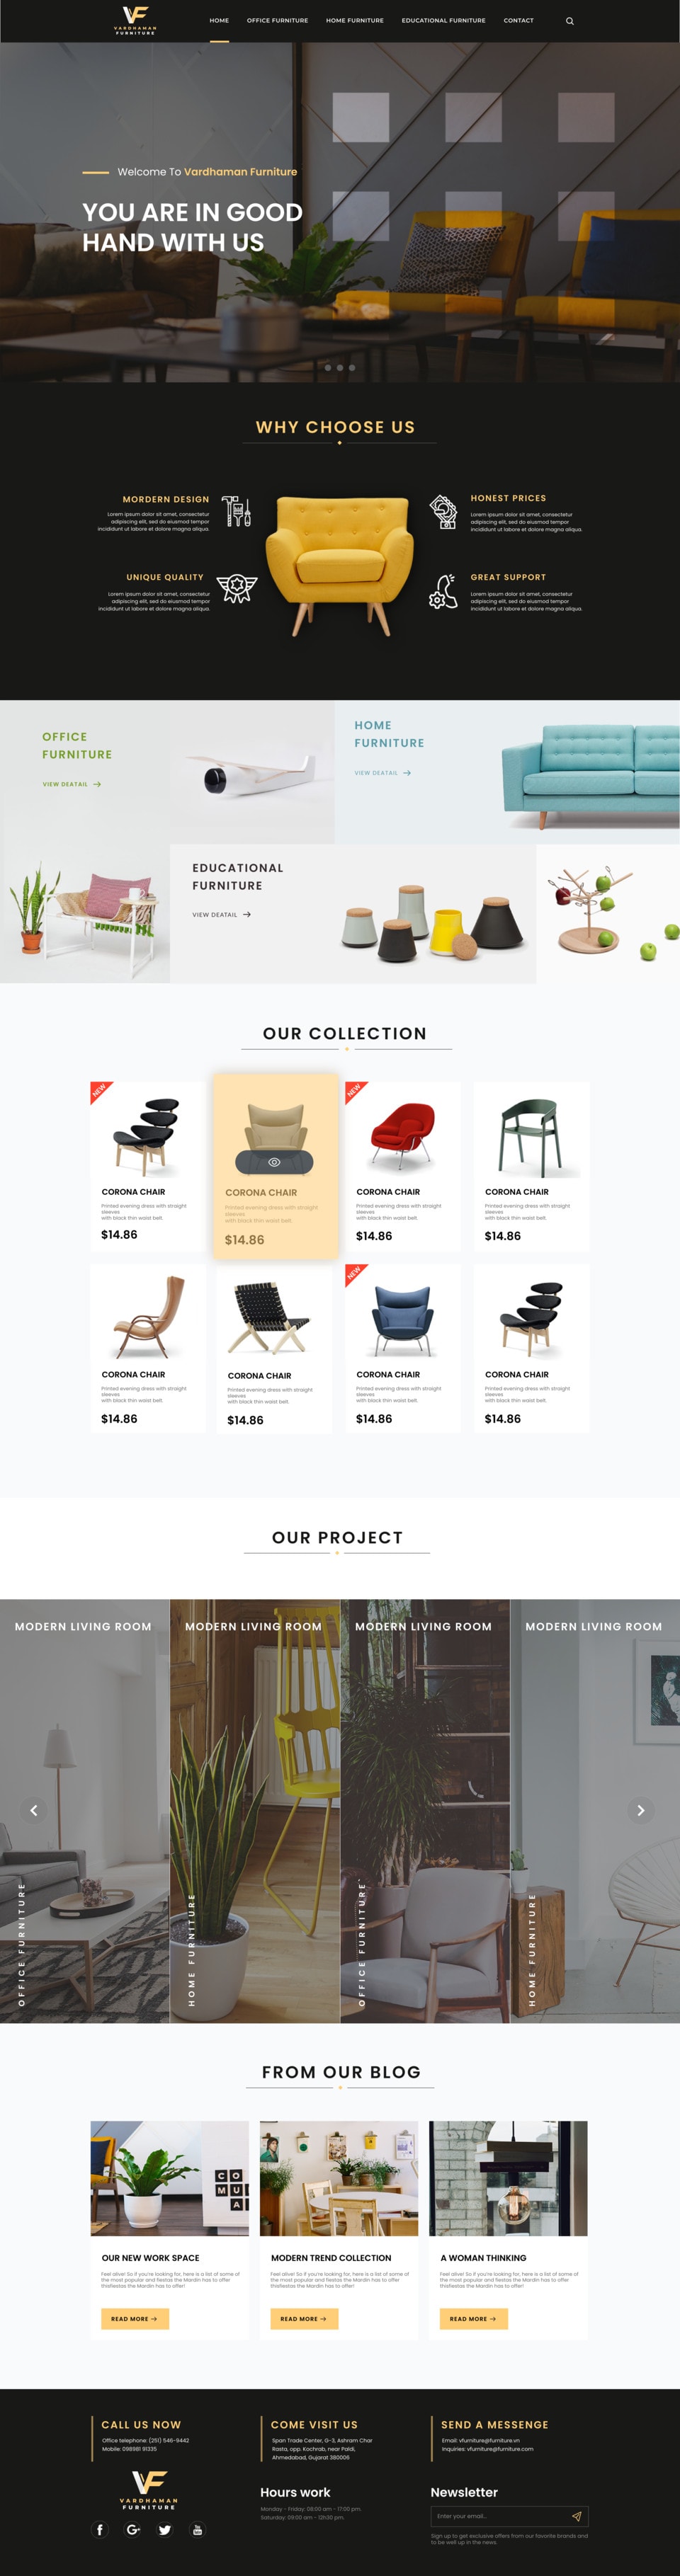 VARDHAMAN
FURNITURE
HOME
OFFICE FURNITURE
HOME FURNITURE
EDUCATIONAL FURNITURE
CONTACT
Welcome To Vardhaman Furniture
YOU ARE IN GOOD
HAND WITH US
WHY CHOOSE US
MORDERN DESIGN
Lorem ipsum dolor sit amet, consectetur
adipiscing elit, sed do eiusmod tempor
incididunt ut labore et dolore magna aliqua.
HONEST PRICES
Lorem ipsum dolor sit amet, consectetur
adipiscing elit, sed do eiusmod tempor
incididunt ut labore et dolore magna aliqua.
UNIQUE QUALITY
Lorem ipsum dolor sit amet, consectetur
adipiscing elit, sed do eiusmod tempor
incididunt ut labore et dolore magna aliqua.
GREAT SUPPORT
Lorem ipsum dolor sit amet, consectetur
adipiscing elit, sed do eiusmod tempor
incididunt ut labore et dolore magna aliqua.
OFFICE
FURNITURE
VIEW DEATAIL
HOME
FURNITURE
VIEW DEATAIL
EDUCATIONAL
FURNITURE
VIEW DEATAIL
OUR COLLECTION
NEW
CORONA CHAIR
Printed evening dress with straight
sleeves
with black thin waist belt.
$14.86
CORONA CHAIR
Printed evening dress with straight
sleeves
with black thin waist belt.
$14.86
NEW
CORONA CHAIR
Printed evening dress with straight
sleeves
with black thin waist belt.
$14.86
CORONA CHAIR
Printed evening dress with straight
sleeves
with black thin waist belt.
$14.86
CORONA CHAIR
Printed evening dress with straight
sleeves
with black thin waist belt.
$14.86
CORONA CHAIR
Printed evening dress with straight
sleeves
with black thin waist belt.
$14.86
NEW
CORONA CHAIR
Printed evening dress with straight
sleeves
with black thin waist belt.
$14.86
CORONA CHAIR
Printed evening dress with straight
sleeves
with black thin waist belt.
$14.86
OUR PROJECT
MODERN LIVING ROOM
OFFICE FURNITURE
MODERN LIVING ROOM
HOME FURNITURE
MODERN LIVING ROOM
OFFICE FURNITURE`
MODERN LIVING ROOM
HOME FURNITURE
FROM OUR BLOG
OUR NEW WORK SPACE
Feel alive! So if you're looking for, here is a list of some of
the most popular and fiestas the Mardin has to offer
thisfiestas the Mardin has to offer!
READ MORE
MODERN TREND COLLECTION
Feel alive! So if you're looking for, here is a list of some of
the most popular and fiestas the Mardin has to offer
thisfiestas the Mardin has to offer!
READ MORE
A WOMAN THINKING
Feel alive! So if you're looking for, here is a list of some of
the most popular and fiestas the Mardin has to offer
thisfiestas the Mardin has to offer!
READ MORE
CALL US NOW
Office telephone: (251) 546-9442
Mobile: 098981 91335
COME VISIT US
Span Trade Center, G-3, Ashram Char
Rasta, opp. Kochrab, near Paldi,
Ahmedabad, Gujarat 380006
SEND A MESSENGE
Email: vfurniture@furniture.vn
Inquiries: vfurniture@furniture.com
VARDHAMAN
FURNITURE
Hours work
Monday - Friday: 08:00 am - 17:00 pm.
Saturday: 09:00 am - 12h30 pm.
Newsletter
Enter your email...
Sign up to get exclusive offers from our favorite brands and
to be well up in the news.